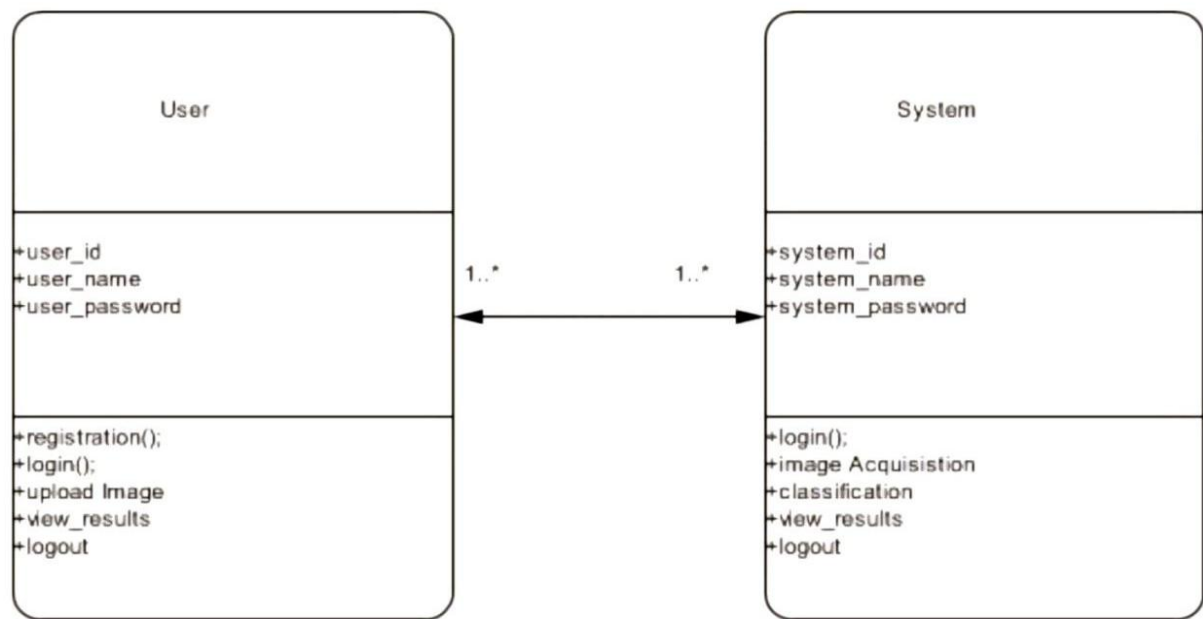 User
+user_id
+user_name
+user_password
+registration();
+login();
+upload Image
+view_results
+logout
1..*
1..*
System
+system_id
+system_name
+system_password
+login();
+image Acquisistion
+classification
+view_results
+logout